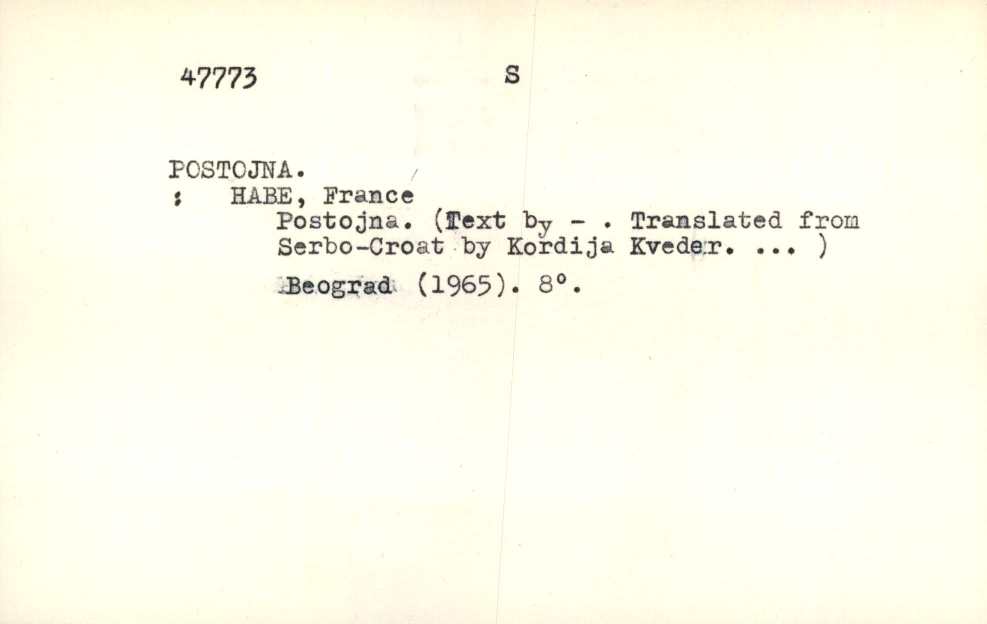 47773 S
POSTOJNA.
: HABE, France
Postojna. (Text by - . Translated from
Serbo-Croat by Kordija Kveder. ... )
Beograd (1965). 8°.